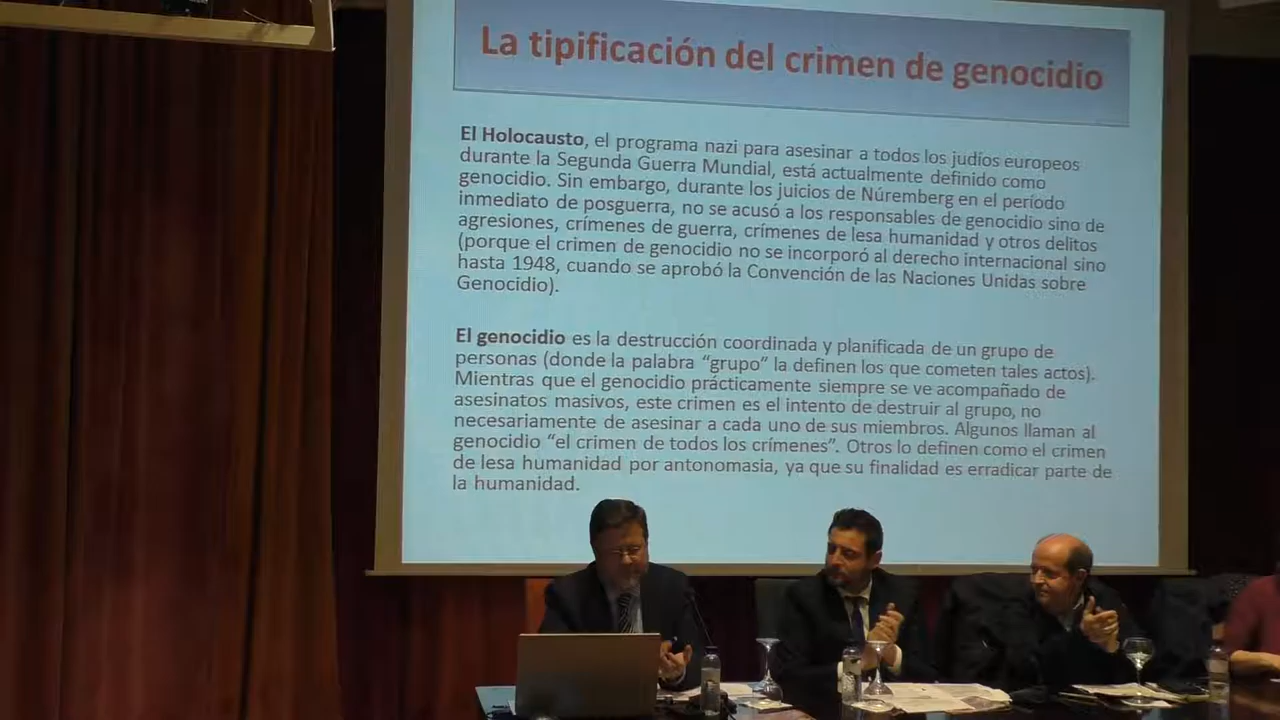 La tipificación del crimen de genocidio
El Holocausto, el programa nazi para asesinar a todos los judíos europeos
durante la Segunda Guerra Mundial, está actualmente definido como
genocidio. Sin embargo, durante los juicios de Núremberg en el período
inmediato de posguerra, no se acusó a los responsables de genocidio sino de
agresiones, crímenes de guerra, crímenes de lesa humanidad y otros delitos
(porque el crimen de genocidio no se incorporó al derecho internacional sino
hasta 1948, cuando se aprobó la Convención de las Naciones Unidas sobre
Genocidio).
El genocidio es la destrucción coordinada y planificada de un grupo de
personas (donde la palabra “grupo” la definen los que cometen tales actos).
Mientras que el genocidio prácticamente siempre se ve acompañado de
asesinatos masivos, este crimen es el intento de destruir al grupo, no
necesariamente de asesinar a cada uno de sus miembros. Algunos llaman al
genocidio “el crimen de todos los crímenes”. Otros lo definen como el crimen
de lesa humanidad por antonomasia, ya que su finalidad es erradicar parte de
la humanidad.